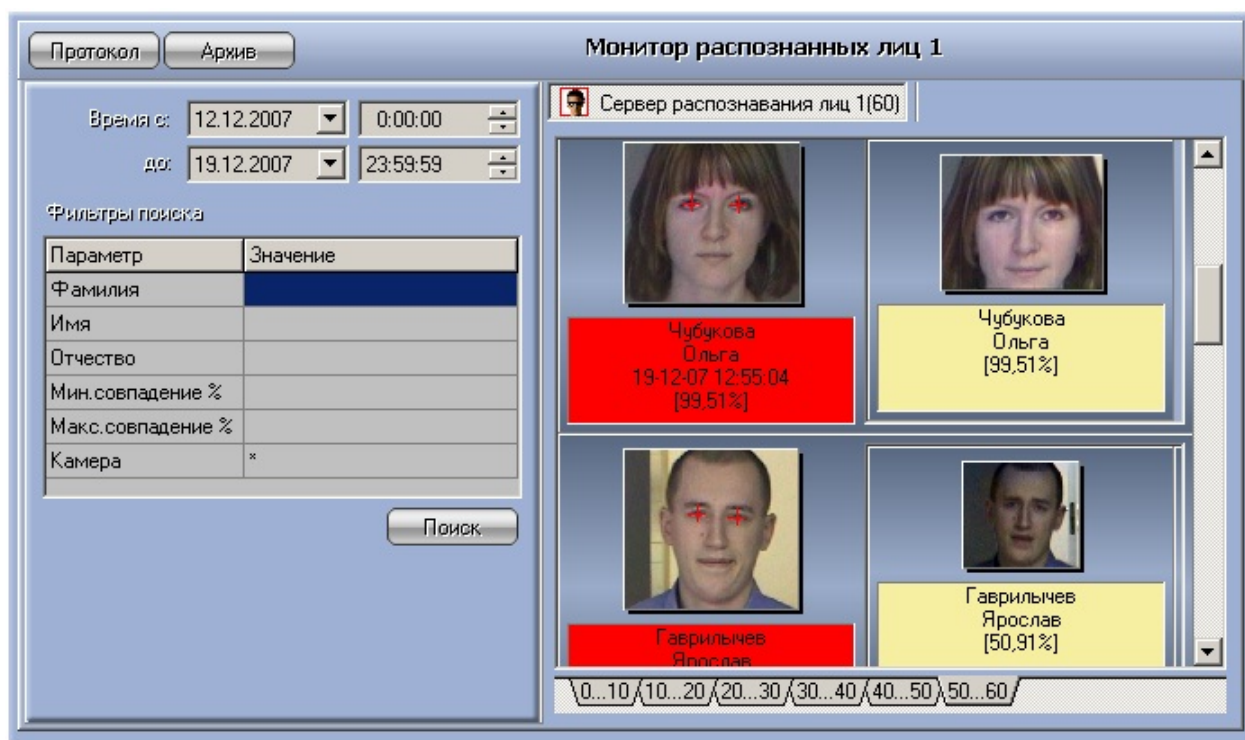 Протокол
Архив
Монитор распознанных лиц 1
Время с:
12.12.2007
0:00:00
до:
19.12.2007
23:59:59
Фильтры поиска
Параметр
Значение
Фамилия
Имя
Отчество
Мин.совпадение %
Макс.совпадение %
Камера
*
Поиск
Сервер распознавания лиц 1(60)
Чубукова
Ольга
19-12-07 12:55:04
[99,51%]
Чубукова
Ольга
[99,51%]
Гаврилычев
Ярослав
Гаврилычев
Ярослав
[50,91%]
0...10
10...20
20...30
30...40
40...50
50...60